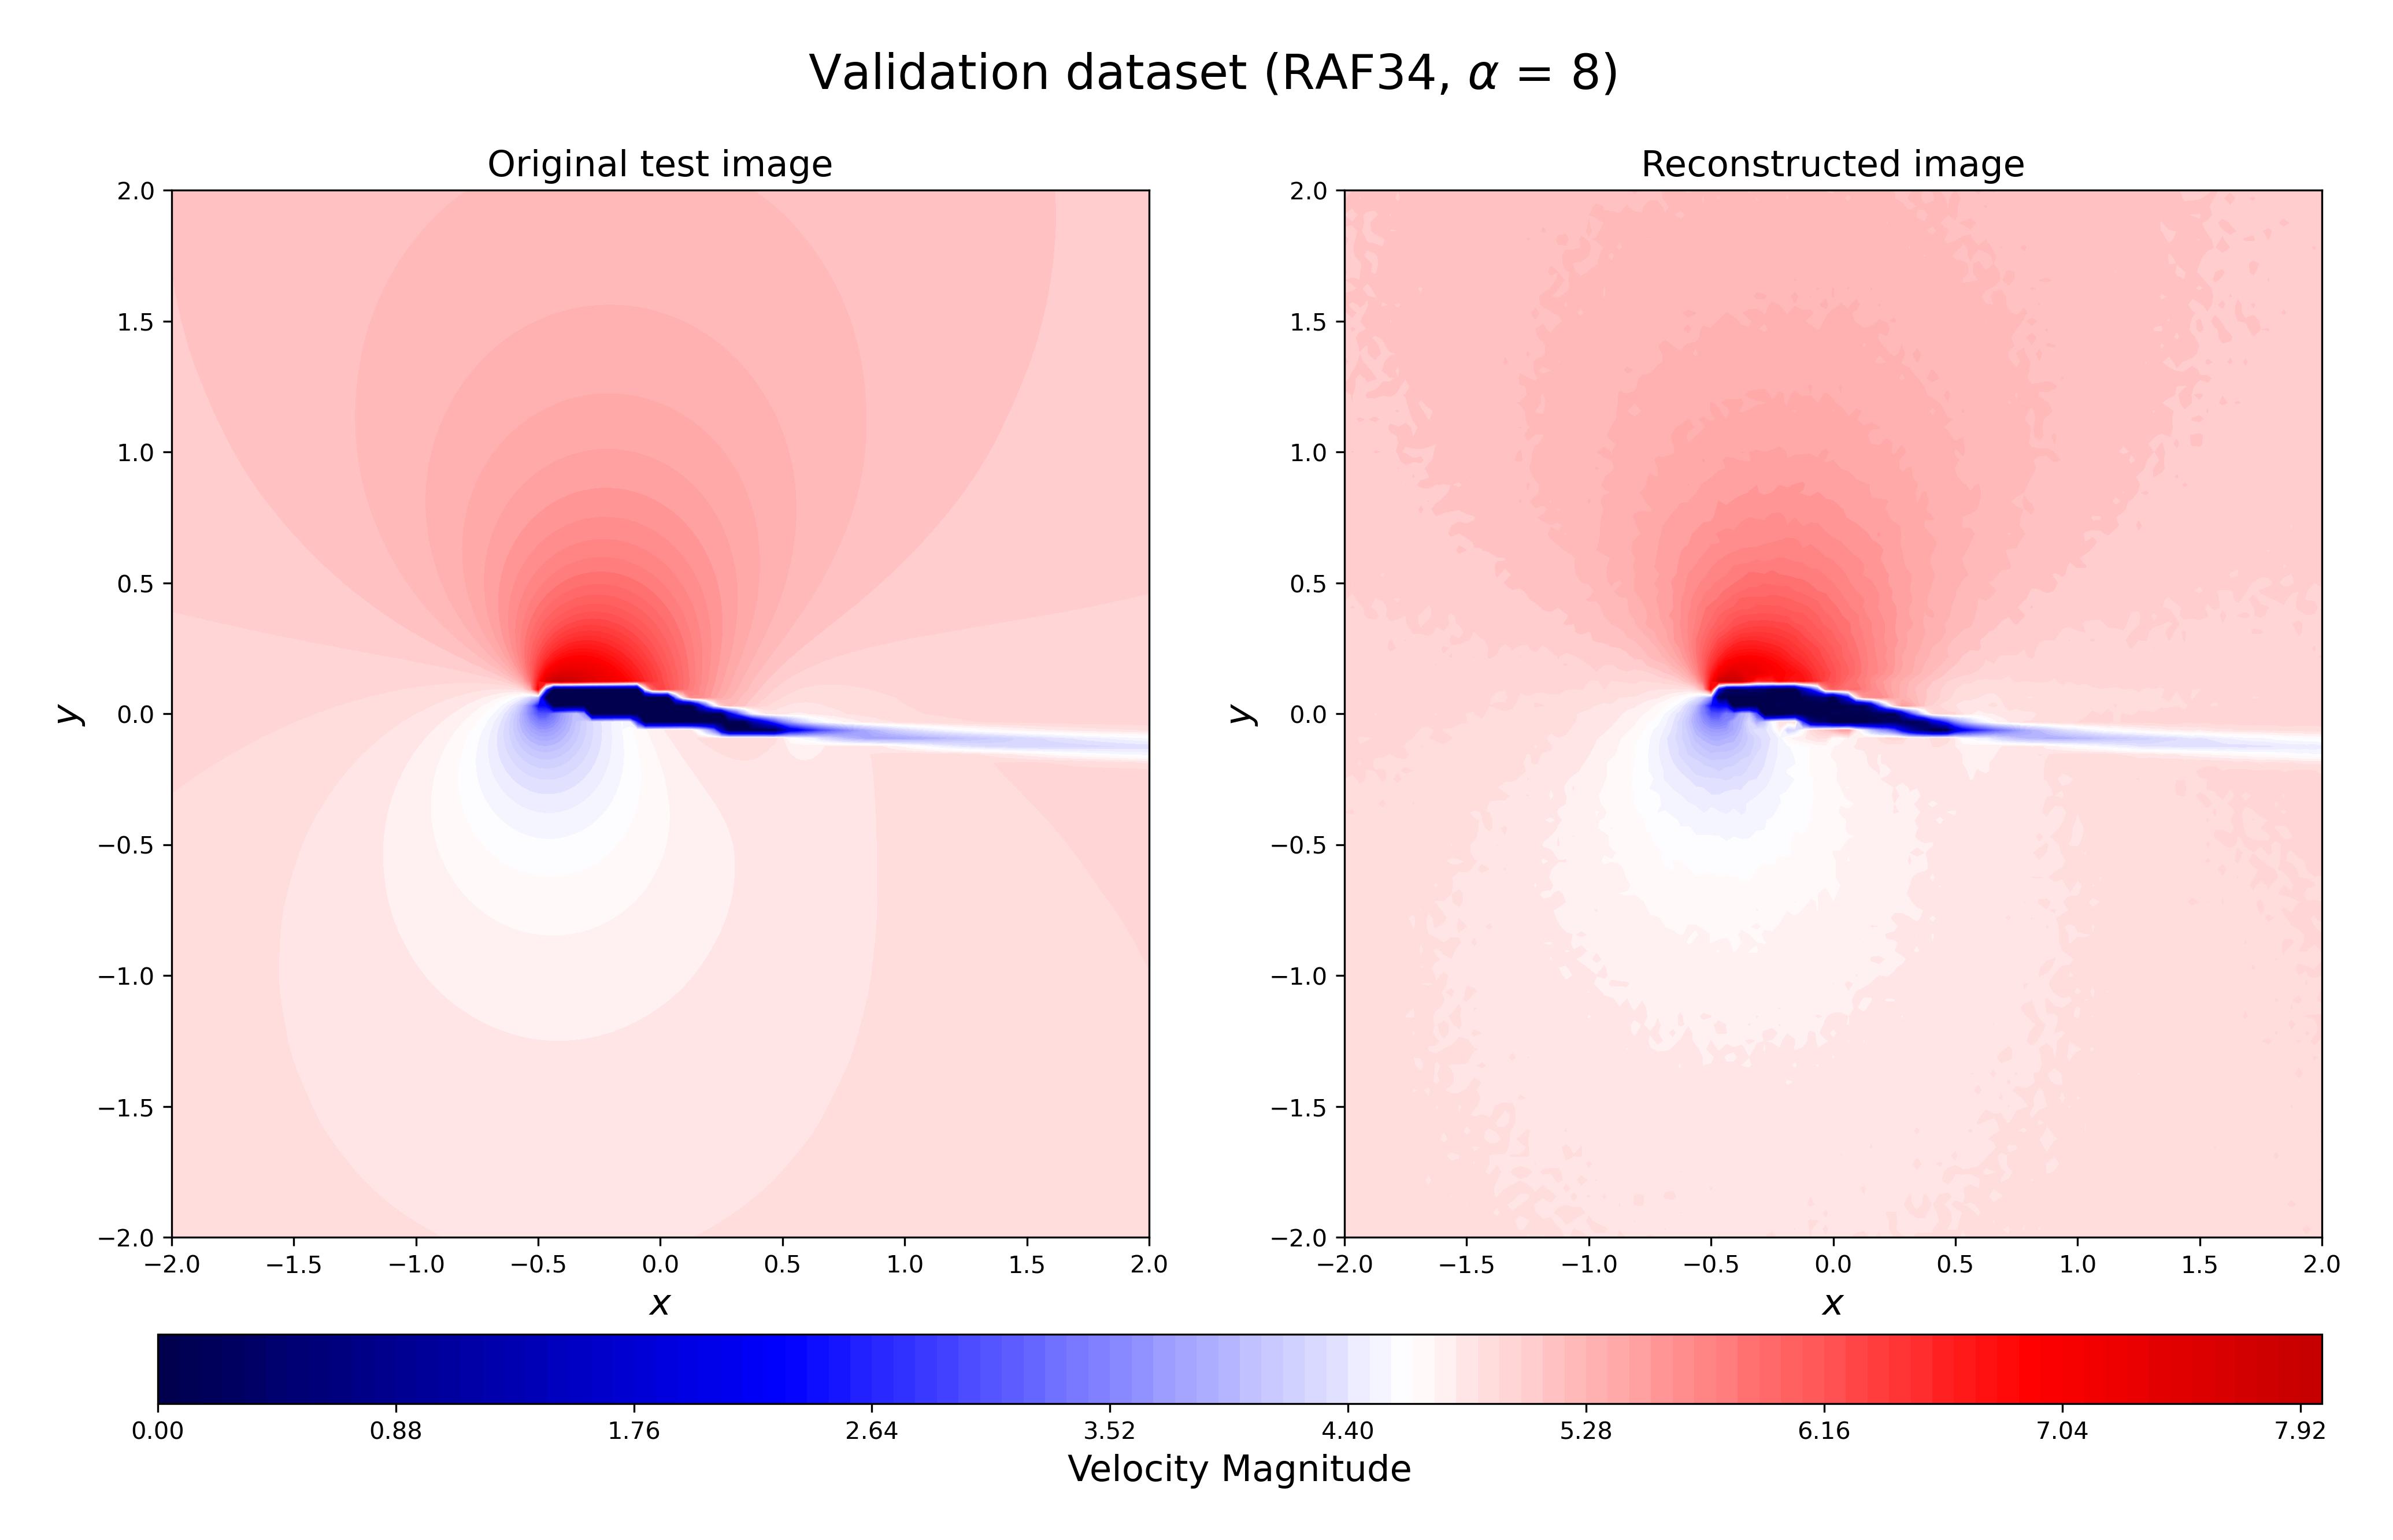 Validation dataset (RAF34, α = 8)
Original test image
2.0
1.5
1.0
0.5
0.0
−0.5
−1.0
−1.5
−2.0
y
−2.0 −1.5 −1.0 −0.5 0.0 0.5 1.0 1.5 2.0
x
Reconstructed image
2.0
1.5
1.0
0.5
0.0
−0.5
−1.0
−1.5
−2.0
y
−2.0 −1.5 −1.0 −0.5 0.0 0.5 1.0 1.5 2.0
x
0.00 0.88 1.76 2.64 3.52 4.40 5.28 6.16 7.04 7.92
Velocity Magnitude